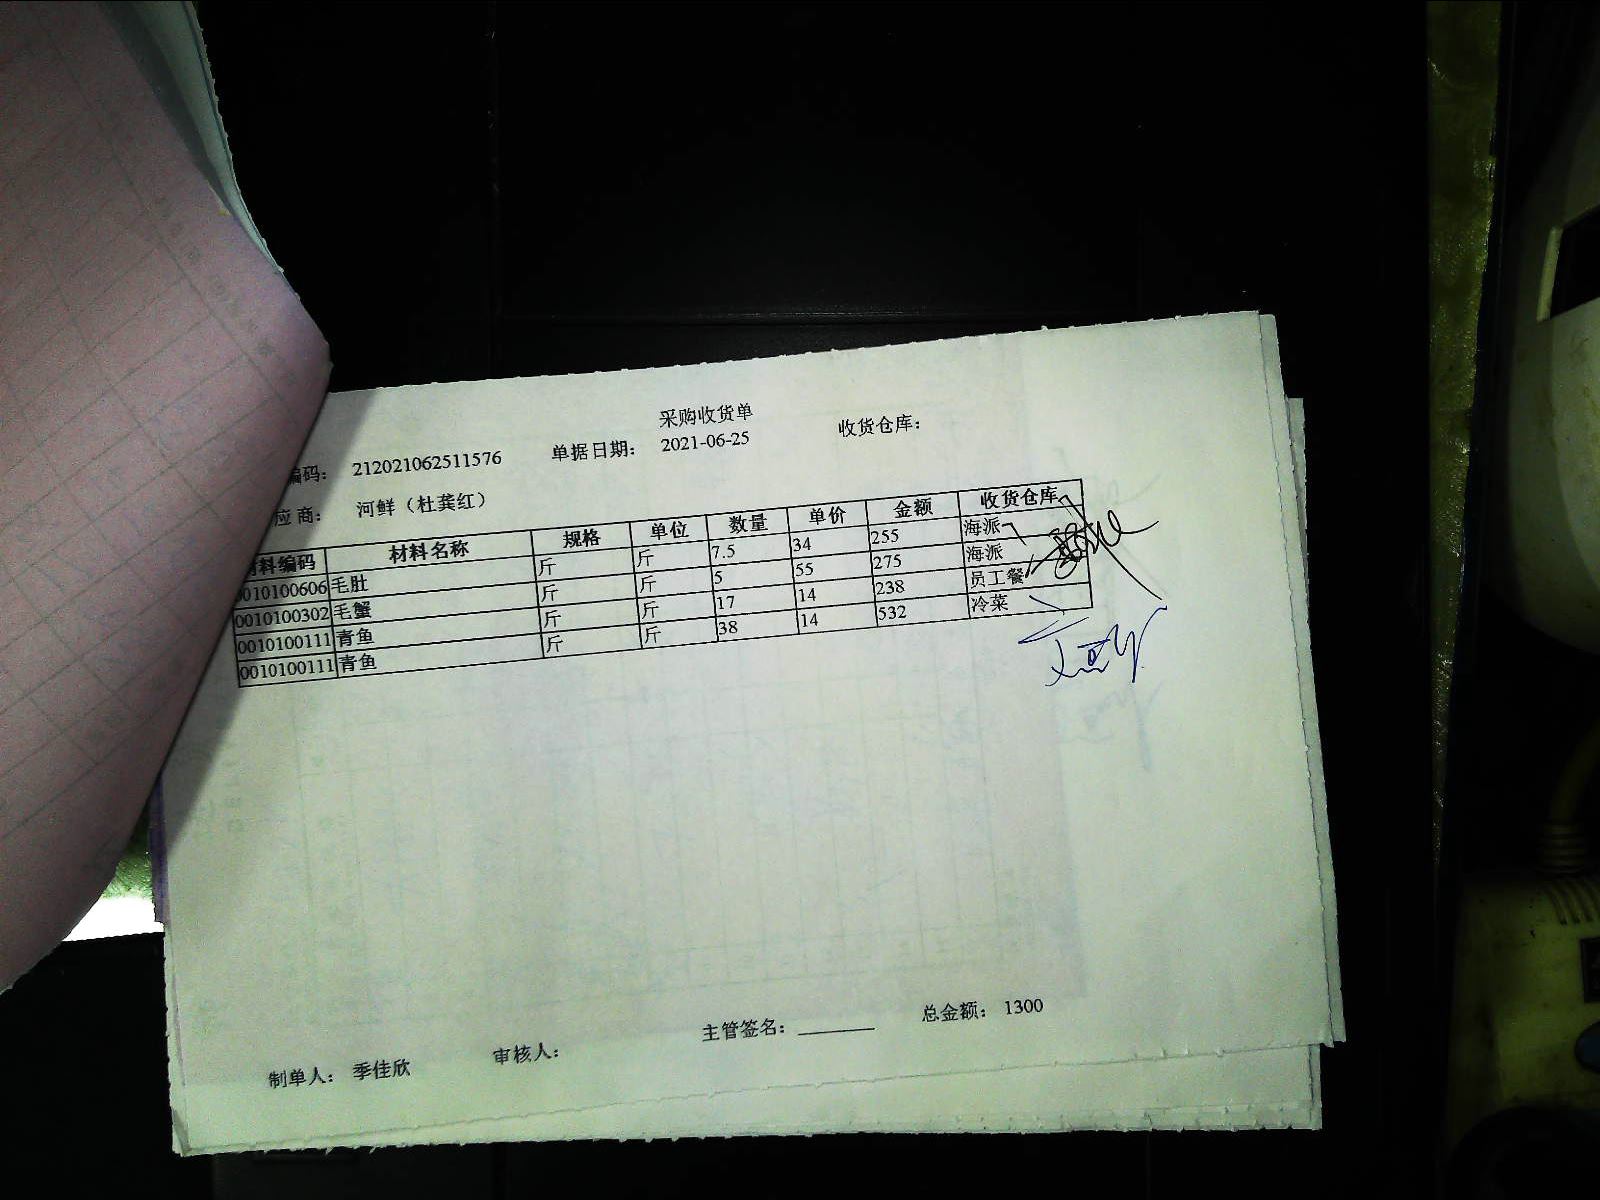 采购收货单
编码： 212021062511576 单据日期： 2021-06-25 收货仓库：
应商： 河鲜（杜龚红）
料编码 材料名称 规格 单位 数量 单价 金额 收货仓库
0010100606 毛肚 斤 斤 7.5 34 255 海派
0010100302 毛蟹 斤 斤 5 55 275 海派
0010100111 青鱼 斤 斤 17 14 238 员工餐
0010100111 青鱼 斤 斤 38 14 532 冷菜
制单人： 季佳欣 审核人： 主管签名： 总金额： 1300